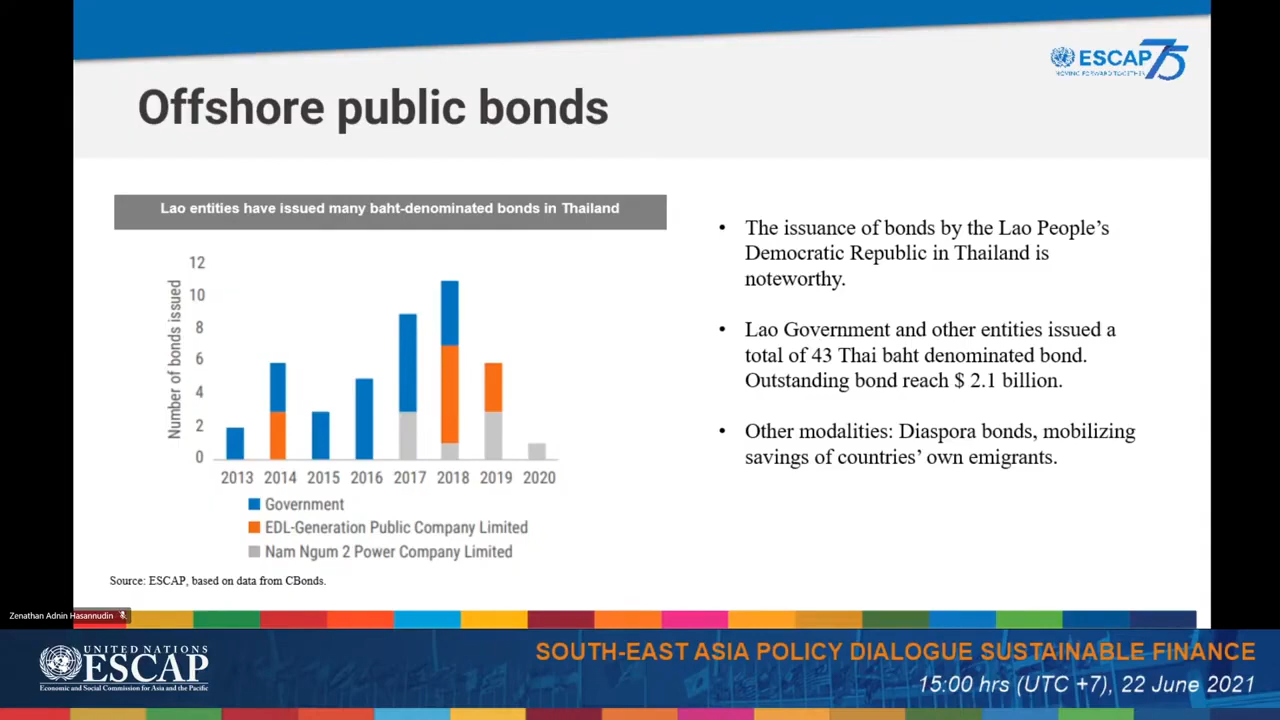 ESCAP 75
MOVING FORWARD TOGETHER
Offshore public bonds
Lao entities have issued many baht-denominated bonds in Thailand
Number of bonds issued
12
10
8
6
4
2
0
2013 2014 2015 2016 2017 2018 2019 2020
Government
EDL-Generation Public Company Limited
Nam Ngum 2 Power Company Limited
Source: ESCAP, based on data from CBonds.
• The issuance of bonds by the Lao People’s
Democratic Republic in Thailand is
noteworthy.
• Lao Government and other entities issued a
total of 43 Thai baht denominated bond.
Outstanding bond reach $ 2.1 billion.
• Other modalities: Diaspora bonds, mobilizing
savings of countries’ own emigrants.
Zenathan Adnin Hasannudin
UNITED NATIONS
ESCAP
Economic and Social Commission for Asia and the Pacific
SOUTH-EAST ASIA POLICY DIALOGUE SUSTAINABLE FINANCE
15:00 hrs (UTC +7), 22 June 2021